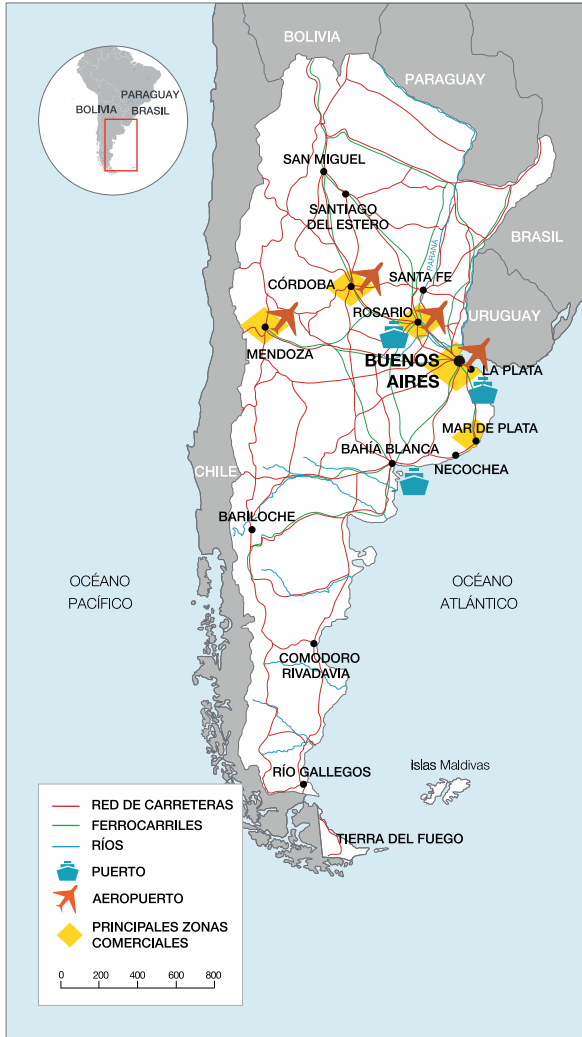 BOLIVIA
PARAGUAY
PARAGUAY
BOLIVIA
BRASIL
SAN MIGUEL
SANTIAGO
DEL ESTERO
BRASIL
PARANÁ
CÓRDOBA
SANTA FE
ROSARIO
URUGUAY
MENDOZA
BUENOS
AIRES
LA PLATA
MAR DE PLATA
BAHÍA BLANCA
NECOCHEA
CHILE
BARILOCHE
OCÉANO
PACÍFICO
OCÉANO
ATLÁNTICO
COMODORO
RIVADAVIA
RÍO GALLEGOS
Islas Maldivas
TIERRA DEL FUEGO
RED DE CARRETERAS
FERROCARRILES
RÍOS
PUERTO
AEROPUERTO
PRINCIPALES ZONAS
COMERCIALES
0 200 400 600 800